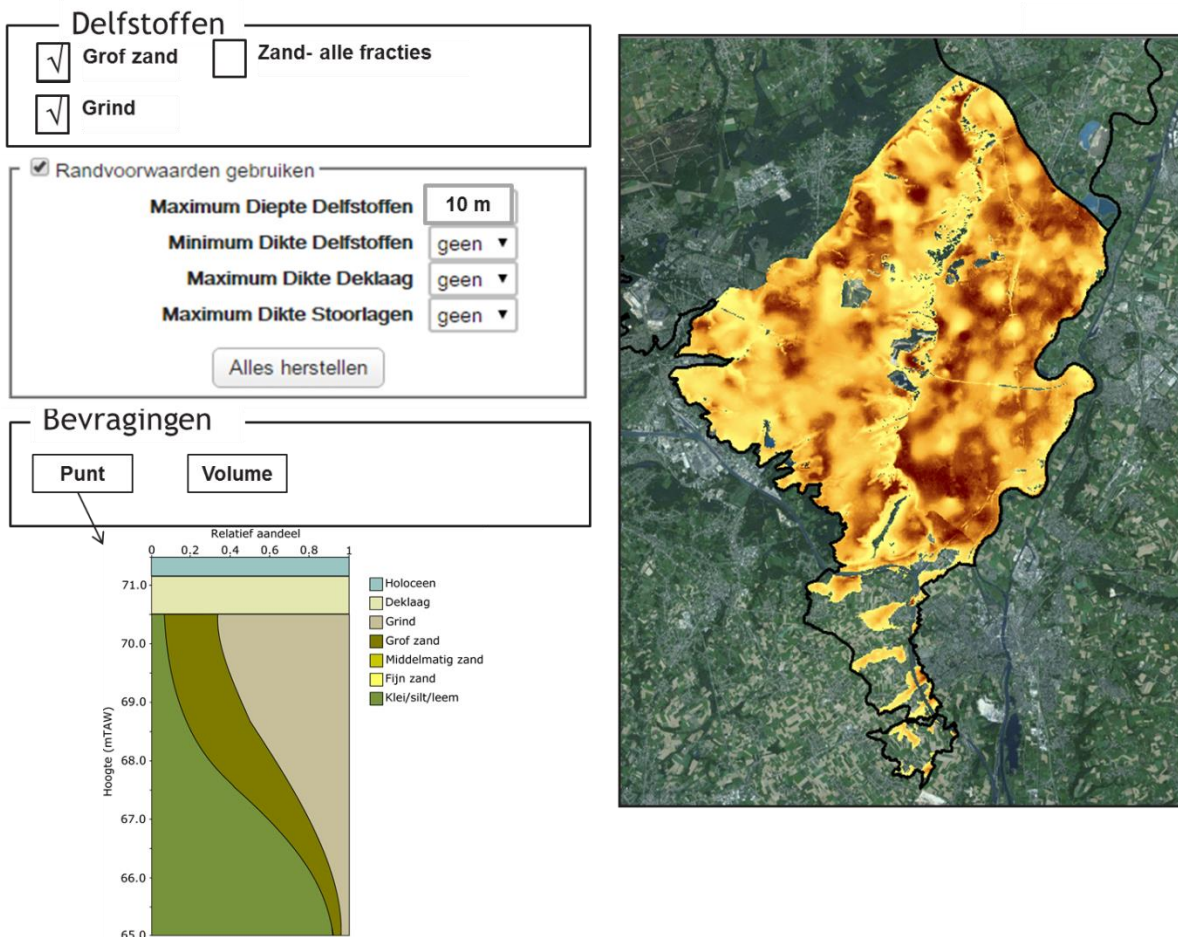 Delfstoffen
√ Grof zand Zand- alle fracties
√ Grind
Randvoorwaarden gebruiken
Maximum Diepte Delfstoffen 10 m
Minimum Dikte Delfstoffen geen
Maximum Dikte Deklaag geen
Maximum Dikte Stoorlagen geen
Alles herstellen
Bevragingen
Punt Volume
Relatief aandeel
0 0.2 0.4 0.6 0.8 1
Holoceen
71.0
Deklaag
Grind
70.0
Grof zand
Middelmatig zand
Fijn zand
69.0
Klei/silt/leem
Hoogte (mTAW)
68.0
67.0
66.0
65.0